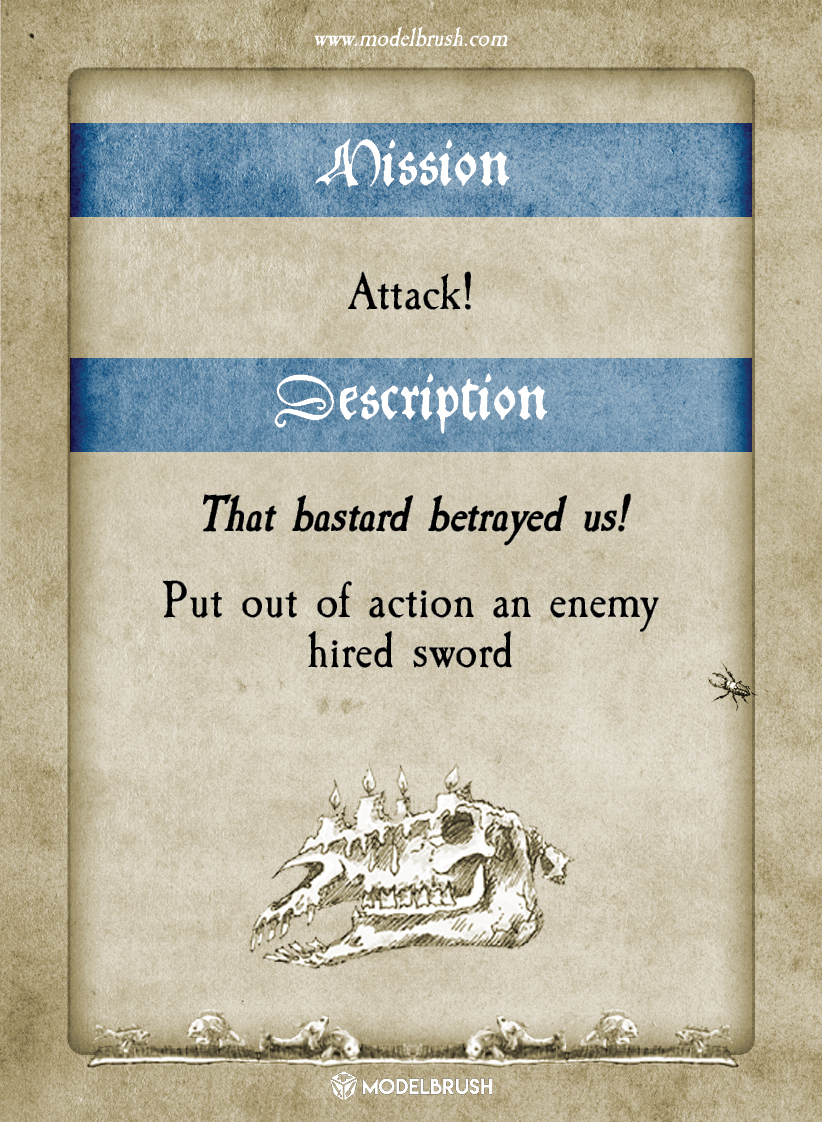 www.modelbrush.com
Mission
Attack!
Description
That bastard betrayed us!
Put out of action an enemy
hired sword
MODELBRUSH